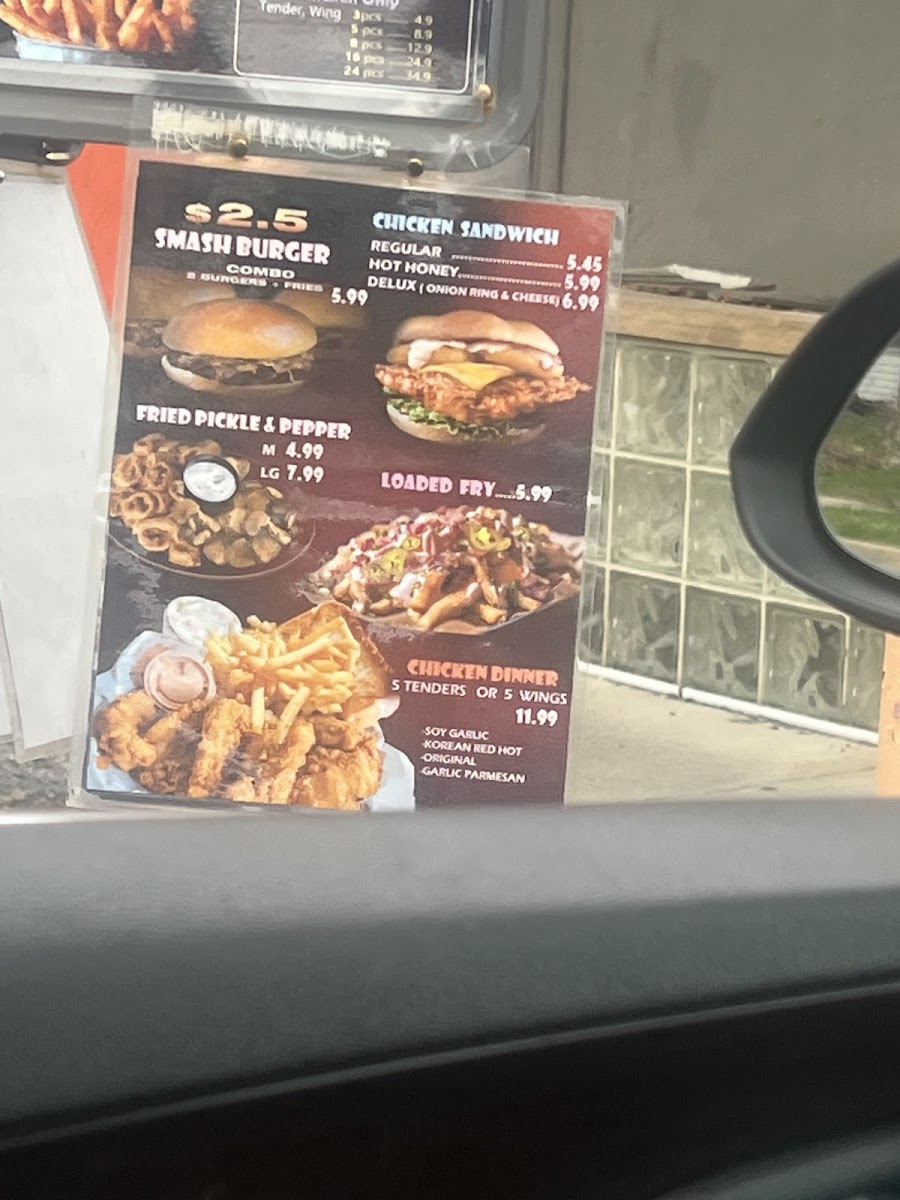 Only
Tender, Wing 3pcs 4.9
5 pcs 8.9
8 pcs 12.9
16 pcs 24.9
24 pcs 34.9
$2.5
SMASH BURGER
COMBO
2 BURGERS + FRIES
5.99
CHICKEN SANDWICH
REGULAR ........................ 5.45
HOT HONEY........................ 5.99
DELUX ( ONION RING & CHEESE) 6.99
FRIED PICKLE & PEPPER
M 4.99
LG 7.99
LOADED FRY......5.99
CHICKEN DINNER
5 TENDERS OR 5 WINGS
11.99
-SOY GARLIC
-KOREAN RED HOT
-ORIGINAL
-GARLIC PARMESAN